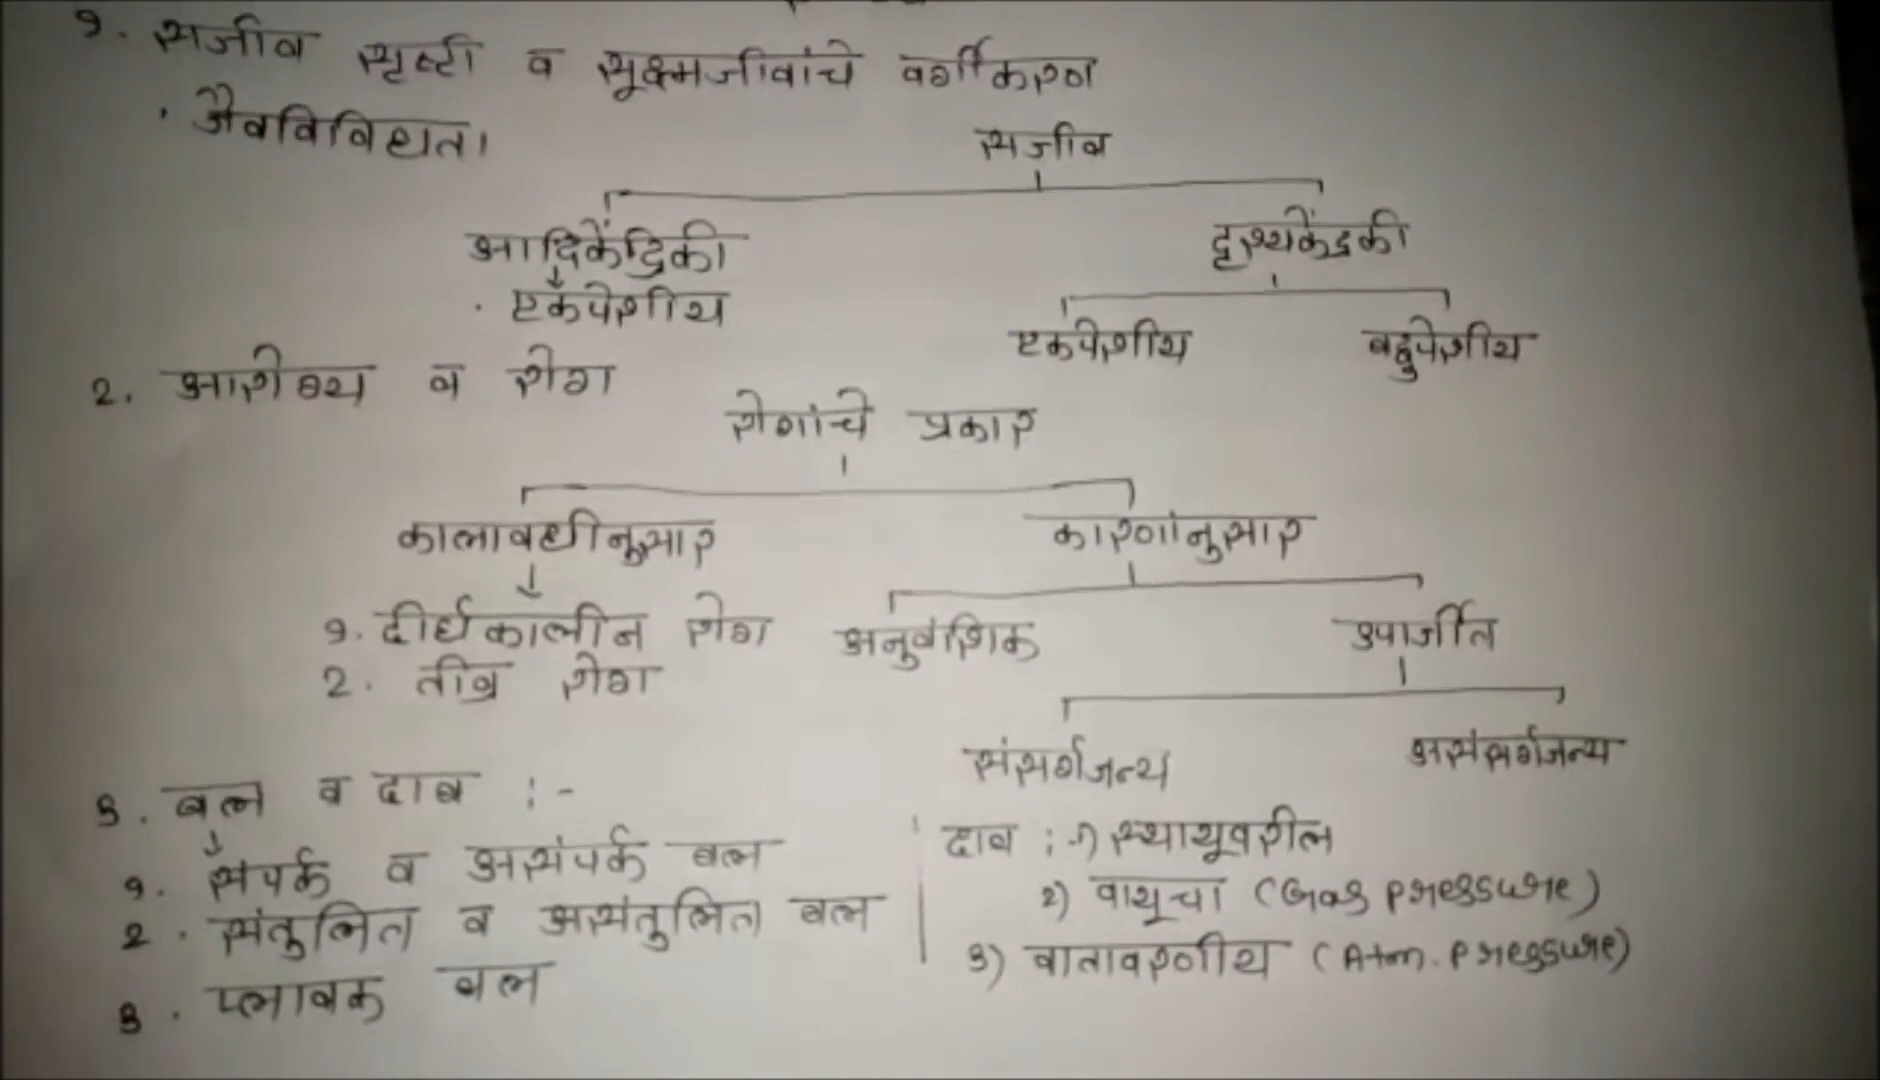 १. सजीव सृष्टी व सूक्ष्मजीवांचे वर्गीकरण
· जैवविविधता
सजीव
आदिकेंद्रिकी
दृश्यकेंद्रकी
· एकपेशीय
एकपेशीय
बहुपेशीय
२. आरोग्य व रोग
रोगांचे प्रकार
कालावधीनुसार
कारणांनुसार
१. दीर्घकालीन रोग
अनुवंशिक
उपार्जीत
२. तीव्र रोग
संसर्गजन्य
असंसर्गजन्य
३. बल व दाब :-
१. संपर्क व असंपर्क बल
२. संतुलित व असंतुलित बल
३. प्लावक बल
दाब :- १) स्थायूवरील
२) वायूचा (Gas pressure)
३) वातावरणीय (Atm. pressure)